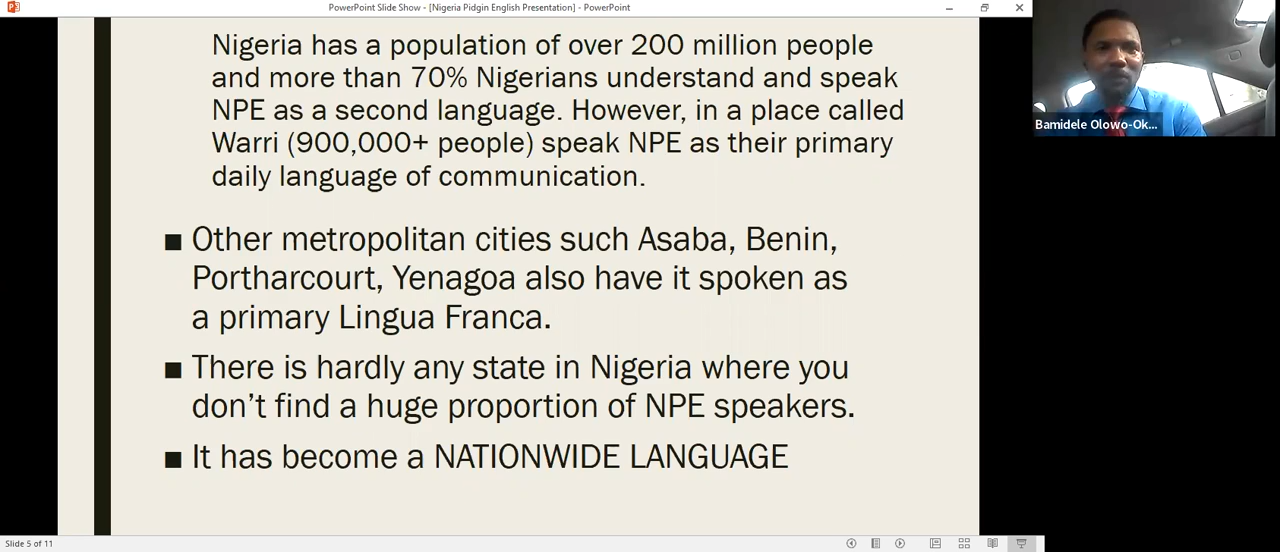 PowerPoint Slide Show - [Nigeria Pidgin English Presentation] - PowerPoint
Nigeria has a population of over 200 million people
and more than 70% Nigerians understand and speak
NPE as a second language. However, in a place called
Warri (900,000+ people) speak NPE as their primary
daily language of communication.
■ Other metropolitan cities such Asaba, Benin,
Portharcourt, Yenagoa also have it spoken as
a primary Lingua Franca.
■ There is hardly any state in Nigeria where you
don't find a huge proportion of NPE speakers.
■ It has become a NATIONWIDE LANGUAGE
Bamidele Olowo-Ok...
Slide 5 of 11